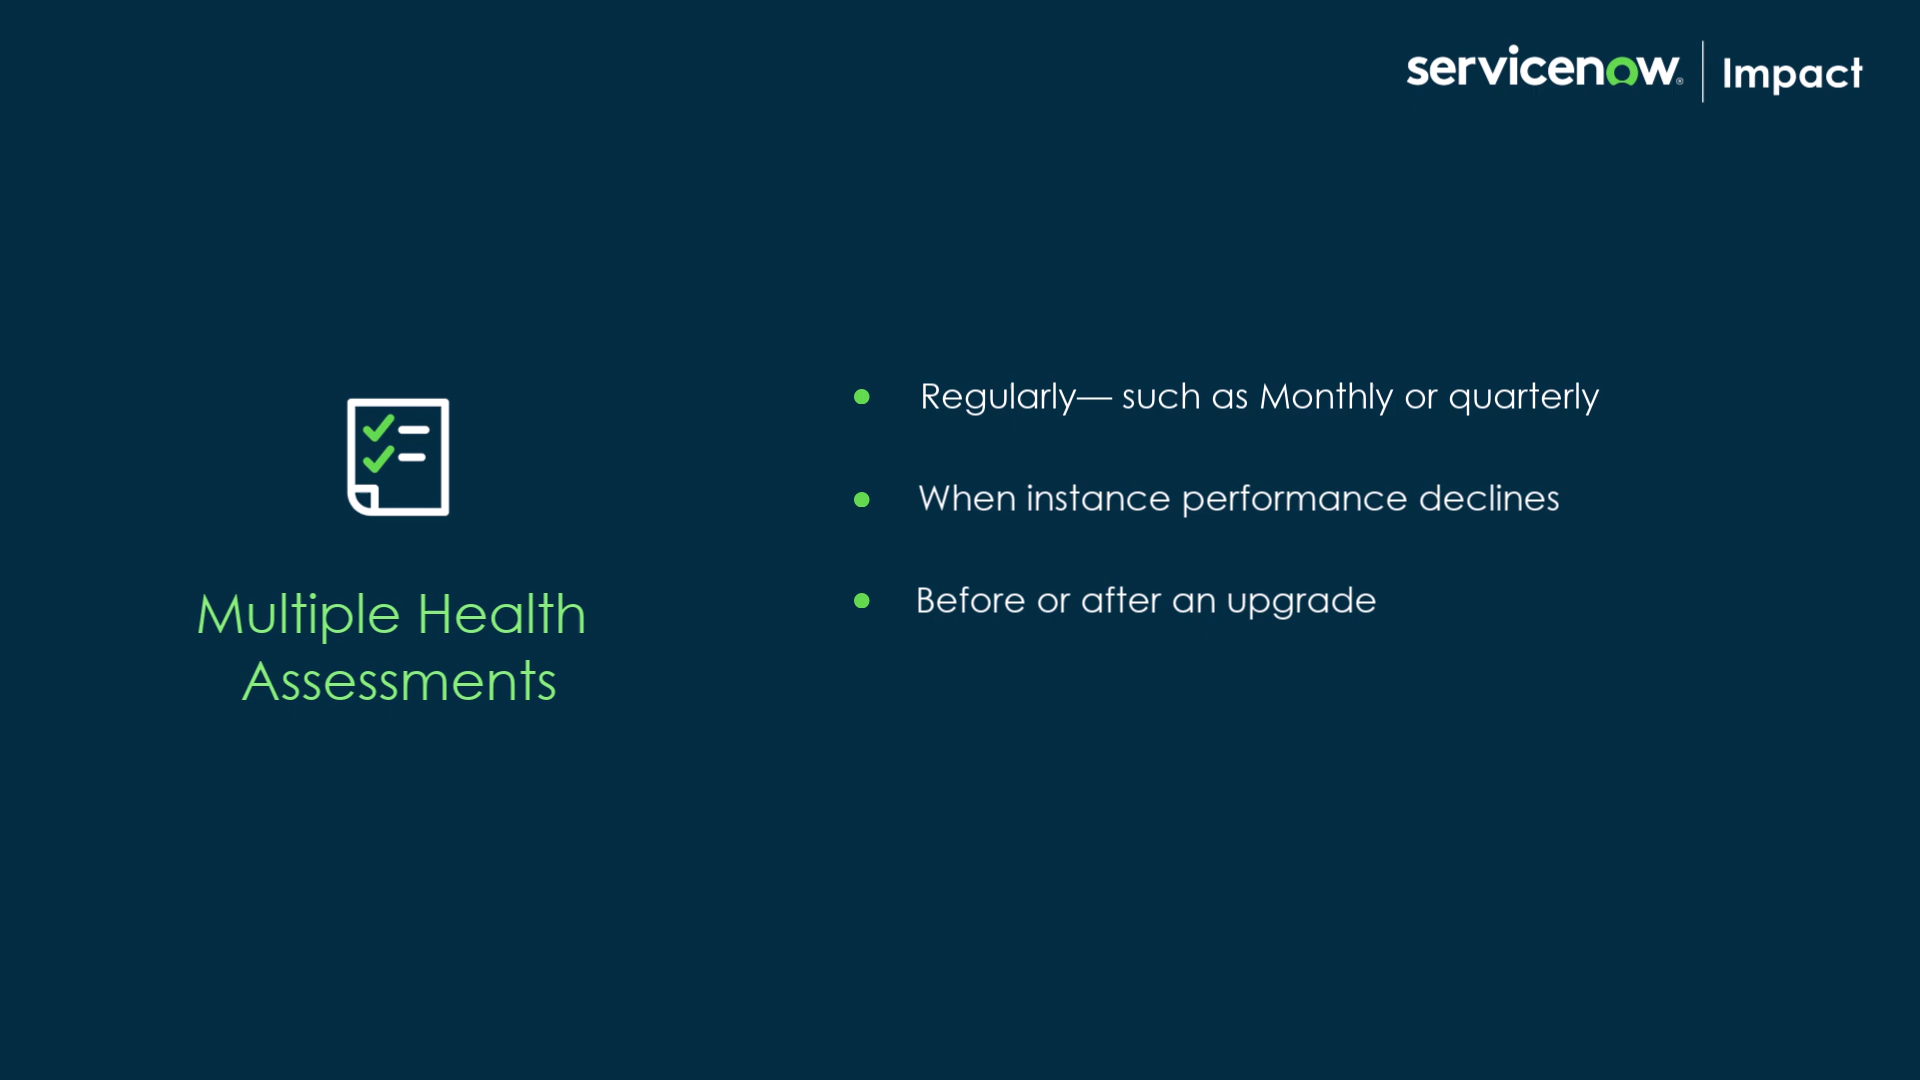 servicenow® | Impact
Regularly— such as Monthly or quarterly
When instance performance declines
Before or after an upgrade
Multiple Health
Assessments